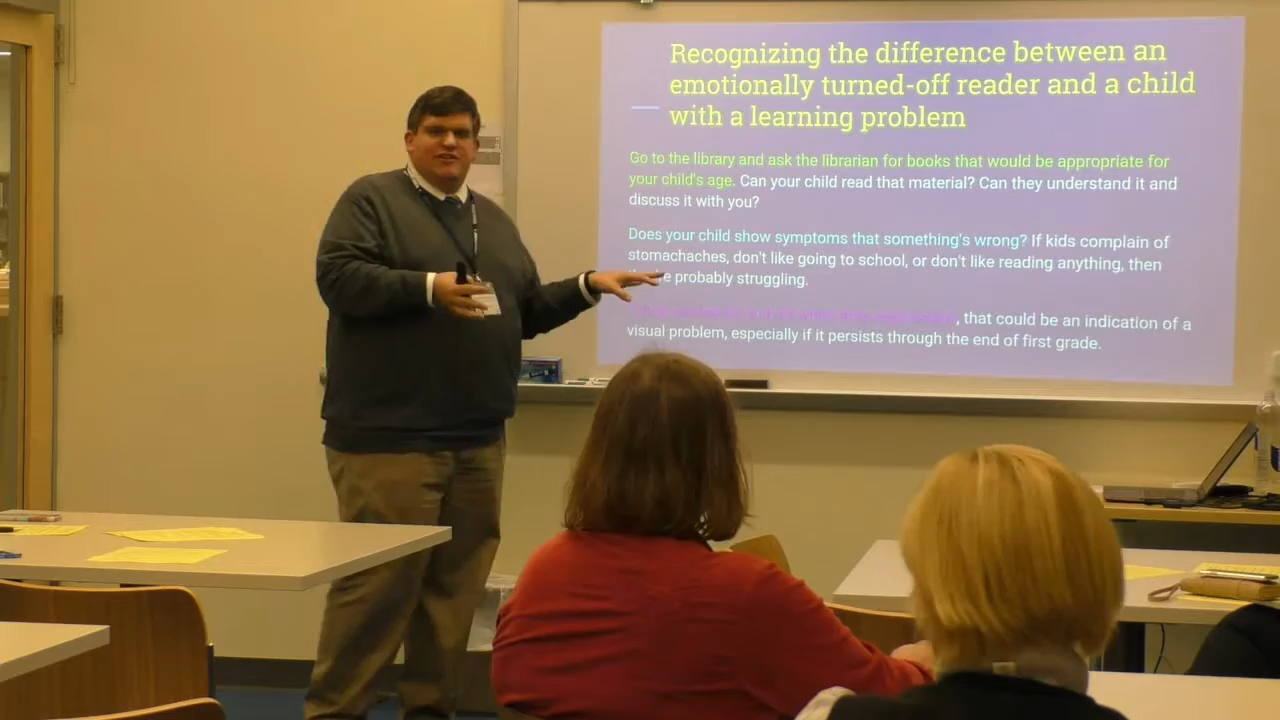 Recognizing the difference between an
emotionally turned-off reader and a child
with a learning problem
Go to the library and ask the librarian for books that would be appropriate for
your child's age. Can your child read that material? Can they understand it and
discuss it with you?
Does your child show symptoms that something's wrong? If kids complain of
stomachaches, don't like going to school, or don't like reading anything, then
probably struggling.
, that could be an indication of a
visual problem, especially if it persists through the end of first grade.